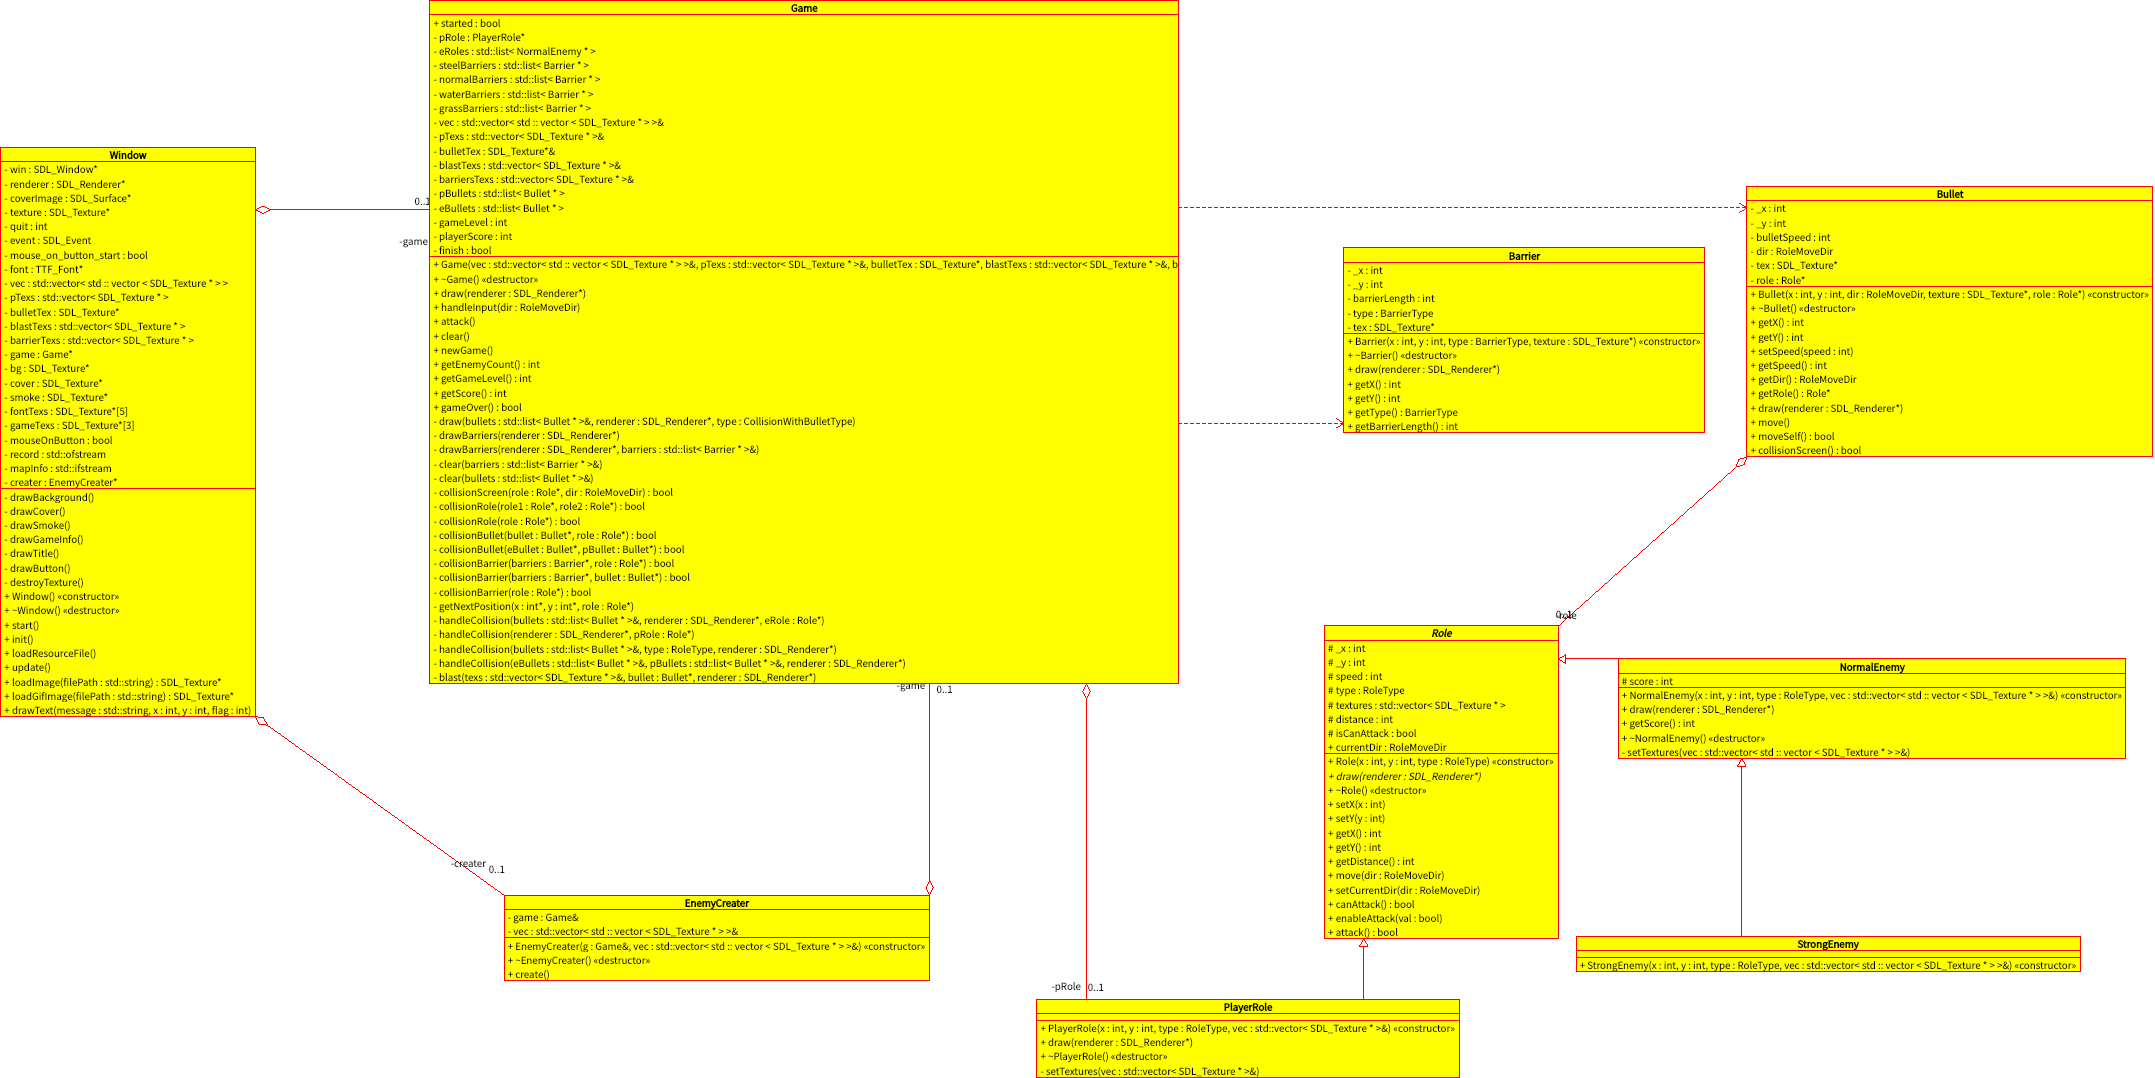 Game
+ started : bool
- pRole : PlayerRole*
- eRoles : std::list< NormalEnemy * >
- steelBarriers : std::list< Barrier * >
- normalBarriers : std::list< Barrier * >
- waterBarriers : std::list< Barrier * >
- grassBarriers : std::list< Barrier * >
- vec : std::vector< std :: vector < SDL_Texture * > >&
- pTexs : std::vector< SDL_Texture * >&
- bulletTex : SDL_Texture*&
- blastTexs : std::vector< SDL_Texture * >&
- barriersTexs : std::vector< SDL_Texture * >&
- pBullets : std::list< Bullet * >
- eBullets : std::list< Bullet * >
- gameLevel : int
- playerScore : int
- finish : bool
+ Game(vec : std::vector< std :: vector < SDL_Texture * > >&, pTexs : std::vector< SDL_Texture * >&, bulletTex : SDL_Texture*, blastTexs : std::vector< SDL_Texture * >&, b
+ ~Game() «destructor»
+ draw(renderer : SDL_Renderer*)
+ handleInput(dir : RoleMoveDir)
+ attack()
+ clear()
+ newGame()
+ getEnemyCount() : int
+ getGameLevel() : int
+ getScore() : int
+ gameOver() : bool
- draw(bullets : std::list< Bullet * >&, renderer : SDL_Renderer*, type : CollisionWithBulletType)
- drawBarriers(renderer : SDL_Renderer*)
- drawBarriers(renderer : SDL_Renderer*, barriers : std::list< Barrier * >&)
- clear(barriers : std::list< Barrier * >&)
- clear(bullets : std::list< Bullet * >&)
- collisionScreen(role : Role*, dir : RoleMoveDir) : bool
- collisionRole(role1 : Role*, role2 : Role*) : bool
- collisionRole(role : Role*) : bool
- collisionBullet(bullet : Bullet*, role : Role*) : bool
- collisionBullet(eBullet : Bullet*, pBullet : Bullet*) : bool
- collisionBarrier(barriers : Barrier*, role : Role*) : bool
- collisionBarrier(barriers : Barrier*, bullet : Bullet*) : bool
- collisionBarrier(role : Role*) : bool
- getNextPosition(x : int*, y : int*, role : Role*)
- handleCollision(bullets : std::list< Bullet * >&, renderer : SDL_Renderer*, eRole : Role*)
- handleCollision(renderer : SDL_Renderer*, pRole : Role*)
- handleCollision(bullets : std::list< Bullet * >&, type : RoleType, renderer : SDL_Renderer*)
- handleCollision(eBullets : std::list< Bullet * >&, pBullets : std::list< Bullet * >&, renderer : SDL_Renderer*)
- blast(texs : std::vector< SDL_Texture * >&, bullet : Bullet*, renderer : SDL_Renderer*)
Window
- win : SDL_Window*
- renderer : SDL_Renderer*
- coverImage : SDL_Surface*
- texture : SDL_Texture*
- quit : int
- event : SDL_Event
- mouse_on_button_start : bool
- font : TTF_Font*
- vec : std::vector< std :: vector < SDL_Texture * > >
- pTexs : std::vector< SDL_Texture * >
- bulletTex : SDL_Texture*
- blastTexs : std::vector< SDL_Texture * >
- barrierTexs : std::vector< SDL_Texture * >
- game : Game*
- bg : SDL_Texture*
- cover : SDL_Texture*
- smoke : SDL_Texture*
- fontTexs : SDL_Texture*[5]
- gameTexs : SDL_Texture*[3]
- mouseOnButton : bool
- record : std::ofstream
- mapInfo : std::ifstream
- creater : EnemyCreater*
- drawBackground()
- drawCover()
- drawSmoke()
- drawGameInfo()
- drawTitle()
- drawButton()
- destroyTexture()
+ Window() «constructor»
+ ~Window() «destructor»
+ start()
+ init()
+ loadResourceFile()
+ update()
+ loadImage(filePath : std::string) : SDL_Texture*
+ loadGifImage(filePath : std::string) : SDL_Texture*
+ drawText(message : std::string, x : int, y : int, flag : int)
0..1
-game
Bullet
- _x : int
- _y : int
- bulletSpeed : int
- dir : RoleMoveDir
- tex : SDL_Texture*
- role : Role*
+ Bullet(x : int, y : int, dir : RoleMoveDir, texture : SDL_Texture*, role : Role*) «constructor»
+ ~Bullet() «destructor»
+ getX() : int
+ getY() : int
+ setSpeed(speed : int)
+ getSpeed() : int
+ getDir() : RoleMoveDir
+ getRole() : Role*
+ draw(renderer : SDL_Renderer*)
+ move()
+ moveSelf() : bool
+ collisionScreen() : bool
Barrier
- _x : int
- _y : int
- barrierLength : int
- type : BarrierType
- tex : SDL_Texture*
+ Barrier(x : int, y : int, type : BarrierType, texture : SDL_Texture*) «constructor»
+ ~Barrier() «destructor»
+ draw(renderer : SDL_Renderer*)
+ getX() : int
+ getY() : int
+ getType() : BarrierType
+ getBarrierLength() : int
0..1
-role
Role
# _x : int
# _y : int
# speed : int
# type : RoleType
# textures : std::vector< SDL_Texture * >
# distance : int
# isCanAttack : bool
+ currentDir : RoleMoveDir
+ Role(x : int, y : int, type : RoleType) «constructor»
+ draw(renderer : SDL_Renderer*)
+ ~Role() «destructor»
+ setX(x : int)
+ setY(y : int)
+ getX() : int
+ getY() : int
+ getDistance() : int
+ move(dir : RoleMoveDir)
+ setCurrentDir(dir : RoleMoveDir)
+ canAttack() : bool
+ enableAttack(val : bool)
+ attack() : bool
NormalEnemy
# score : int
+ NormalEnemy(x : int, y : int, type : RoleType, vec : std::vector< std :: vector < SDL_Texture * > >&) «constructor»
+ draw(renderer : SDL_Renderer*)
+ getScore() : int
+ ~NormalEnemy() «destructor»
- setTextures(vec : std::vector< std :: vector < SDL_Texture * > >&)
-game
0..1
-creater
0..1
EnemyCreater
- game : Game&
- vec : std::vector< std :: vector < SDL_Texture * > >&
+ EnemyCreater(g : Game&, vec : std::vector< std :: vector < SDL_Texture * > >&) «constructor»
+ ~EnemyCreater() «destructor»
+ create()
StrongEnemy
+ StrongEnemy(x : int, y : int, type : RoleType, vec : std::vector< std :: vector < SDL_Texture * > >&) «constructor»
-pRole
0..1
PlayerRole
+ PlayerRole(x : int, y : int, type : RoleType, vec : std::vector< SDL_Texture * >&) «constructor»
+ draw(renderer : SDL_Renderer*)
+ ~PlayerRole() «destructor»
- setTextures(vec : std::vector< SDL_Texture * >&)